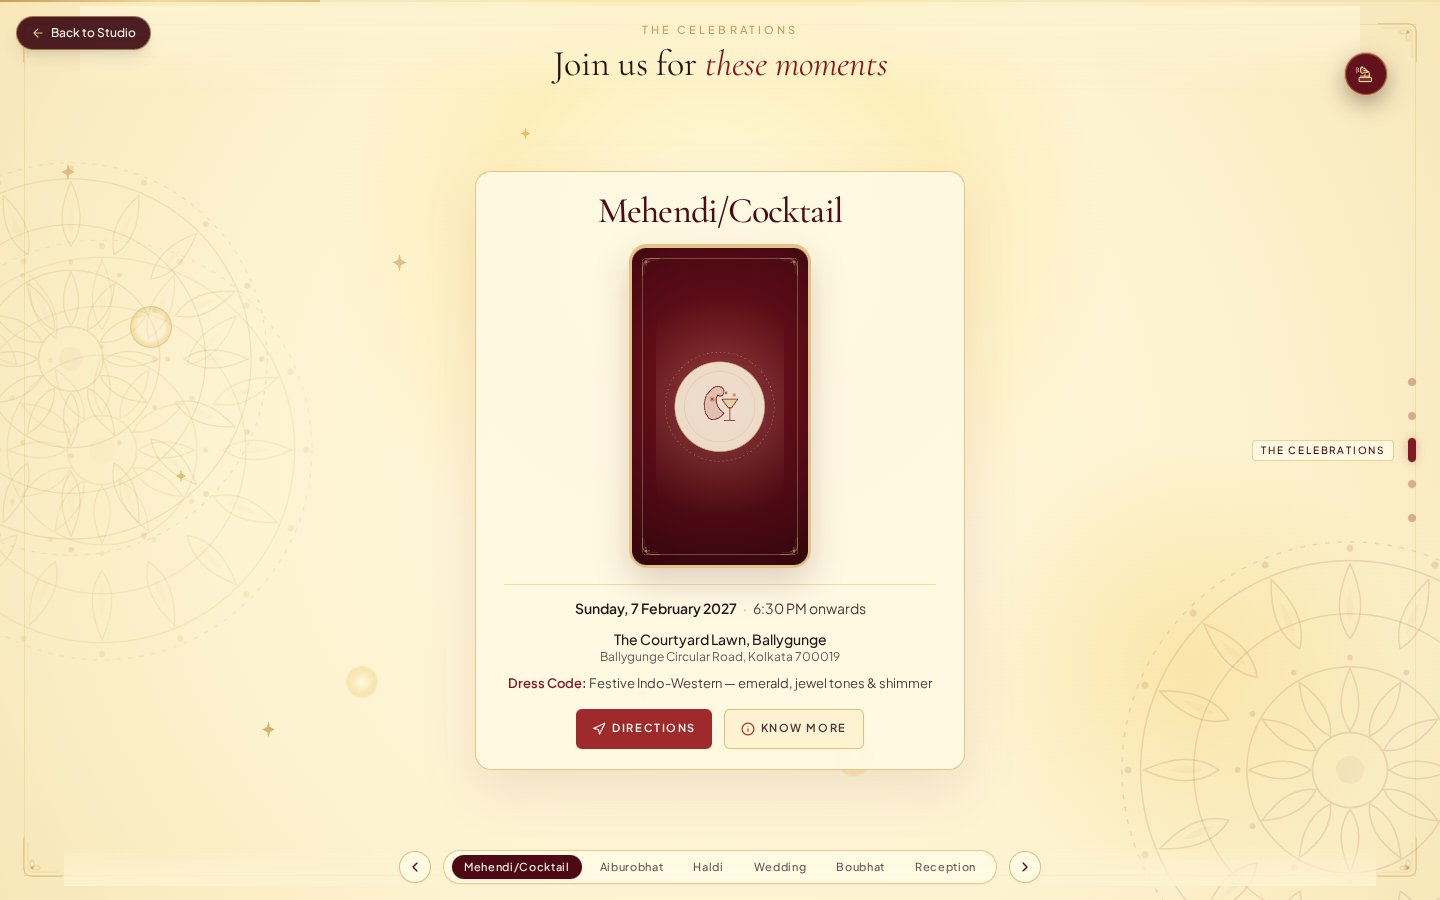 Back to Studio
THE CELEBRATIONS
Join us for these moments
Mehendi/Cocktail
Sunday, 7 February 2027 · 6:30 PM onwards
The Courtyard Lawn, Ballygunge
Ballygunge Circular Road, Kolkata 700019
Dress Code: Festive Indo-Western — emerald, jewel tones & shimmer
DIRECTIONS
KNOW MORE
THE CELEBRATIONS
Mehendi/Cocktail
Aiburobhat
Haldi
Wedding
Boubhat
Reception